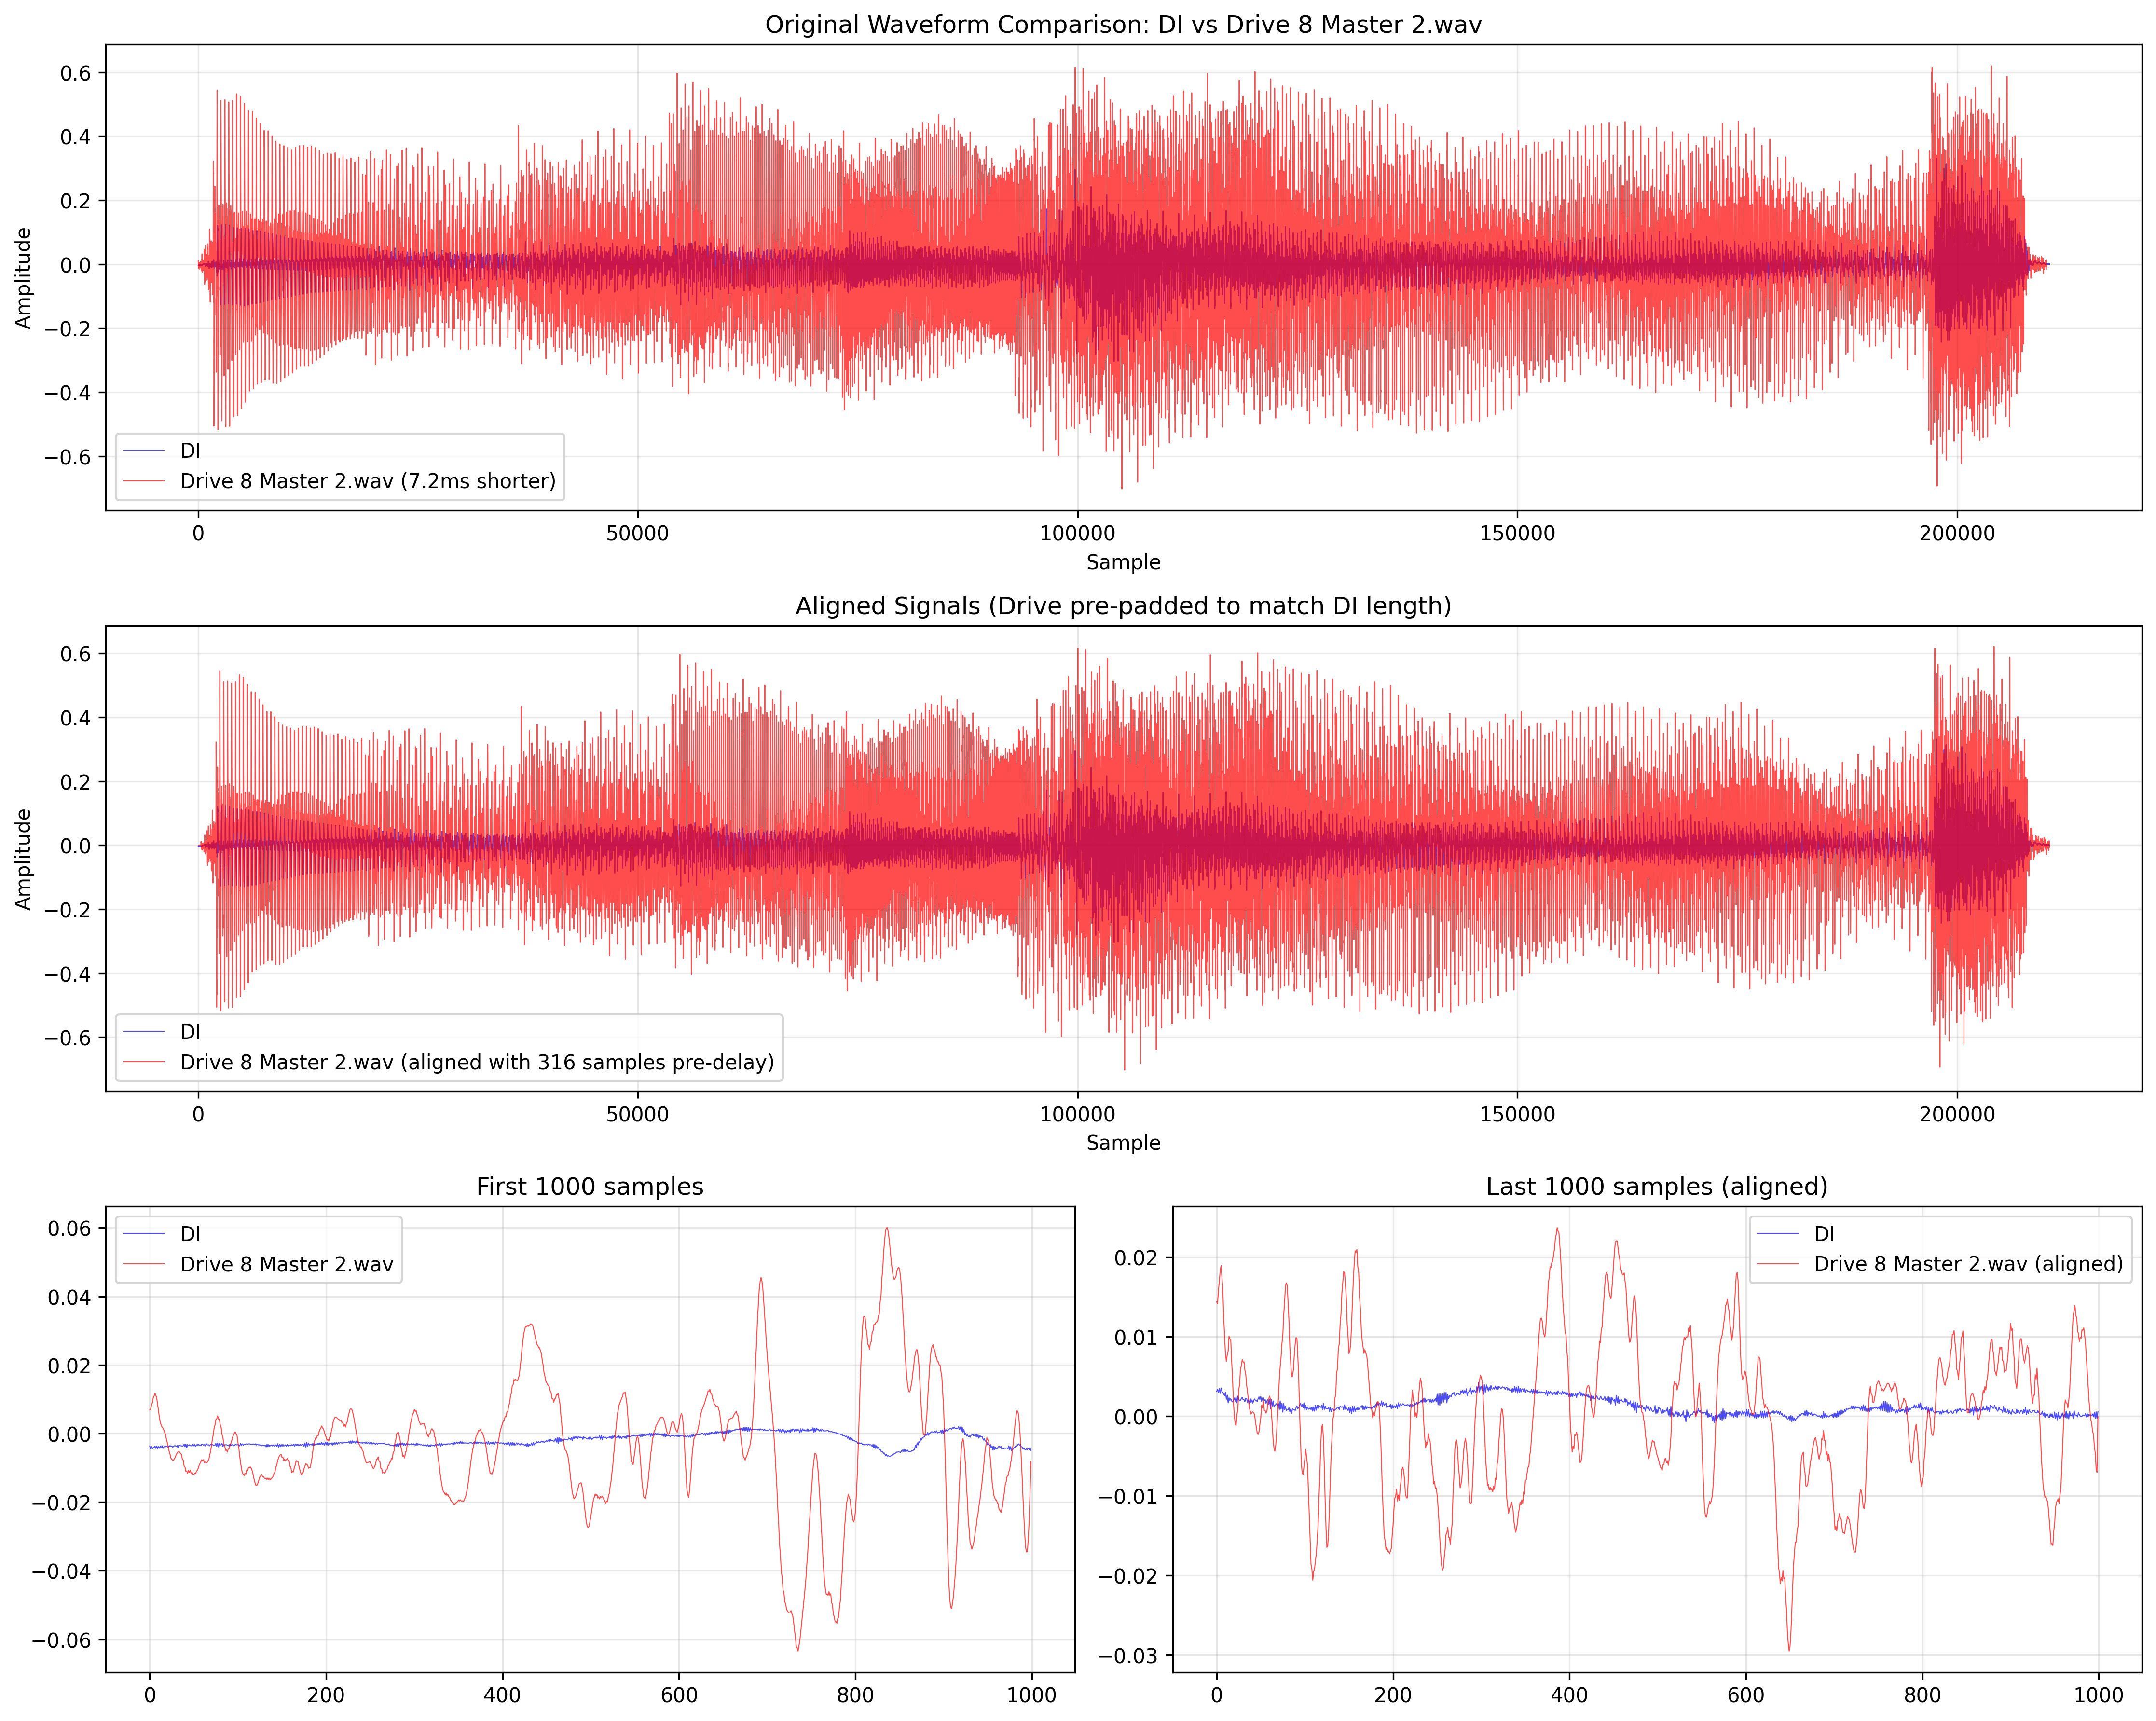 Original Waveform Comparison: DI vs Drive 8 Master 2.wav
Amplitude
0.6
0.4
0.2
0.0
−0.2
−0.4
−0.6
DI
Drive 8 Master 2.wav (7.2ms shorter)
0 50000 100000 150000 200000
Sample
Aligned Signals (Drive pre-padded to match DI length)
Amplitude
0.6
0.4
0.2
0.0
−0.2
−0.4
−0.6
DI
Drive 8 Master 2.wav (aligned with 316 samples pre-delay)
0 50000 100000 150000 200000
Sample
First 1000 samples
0.06
0.04
0.02
0.00
−0.02
−0.04
−0.06
DI
Drive 8 Master 2.wav
0 200 400 600 800 1000
Last 1000 samples (aligned)
0.02
0.01
0.00
−0.01
−0.02
−0.03
DI
Drive 8 Master 2.wav (aligned)
0 200 400 600 800 1000